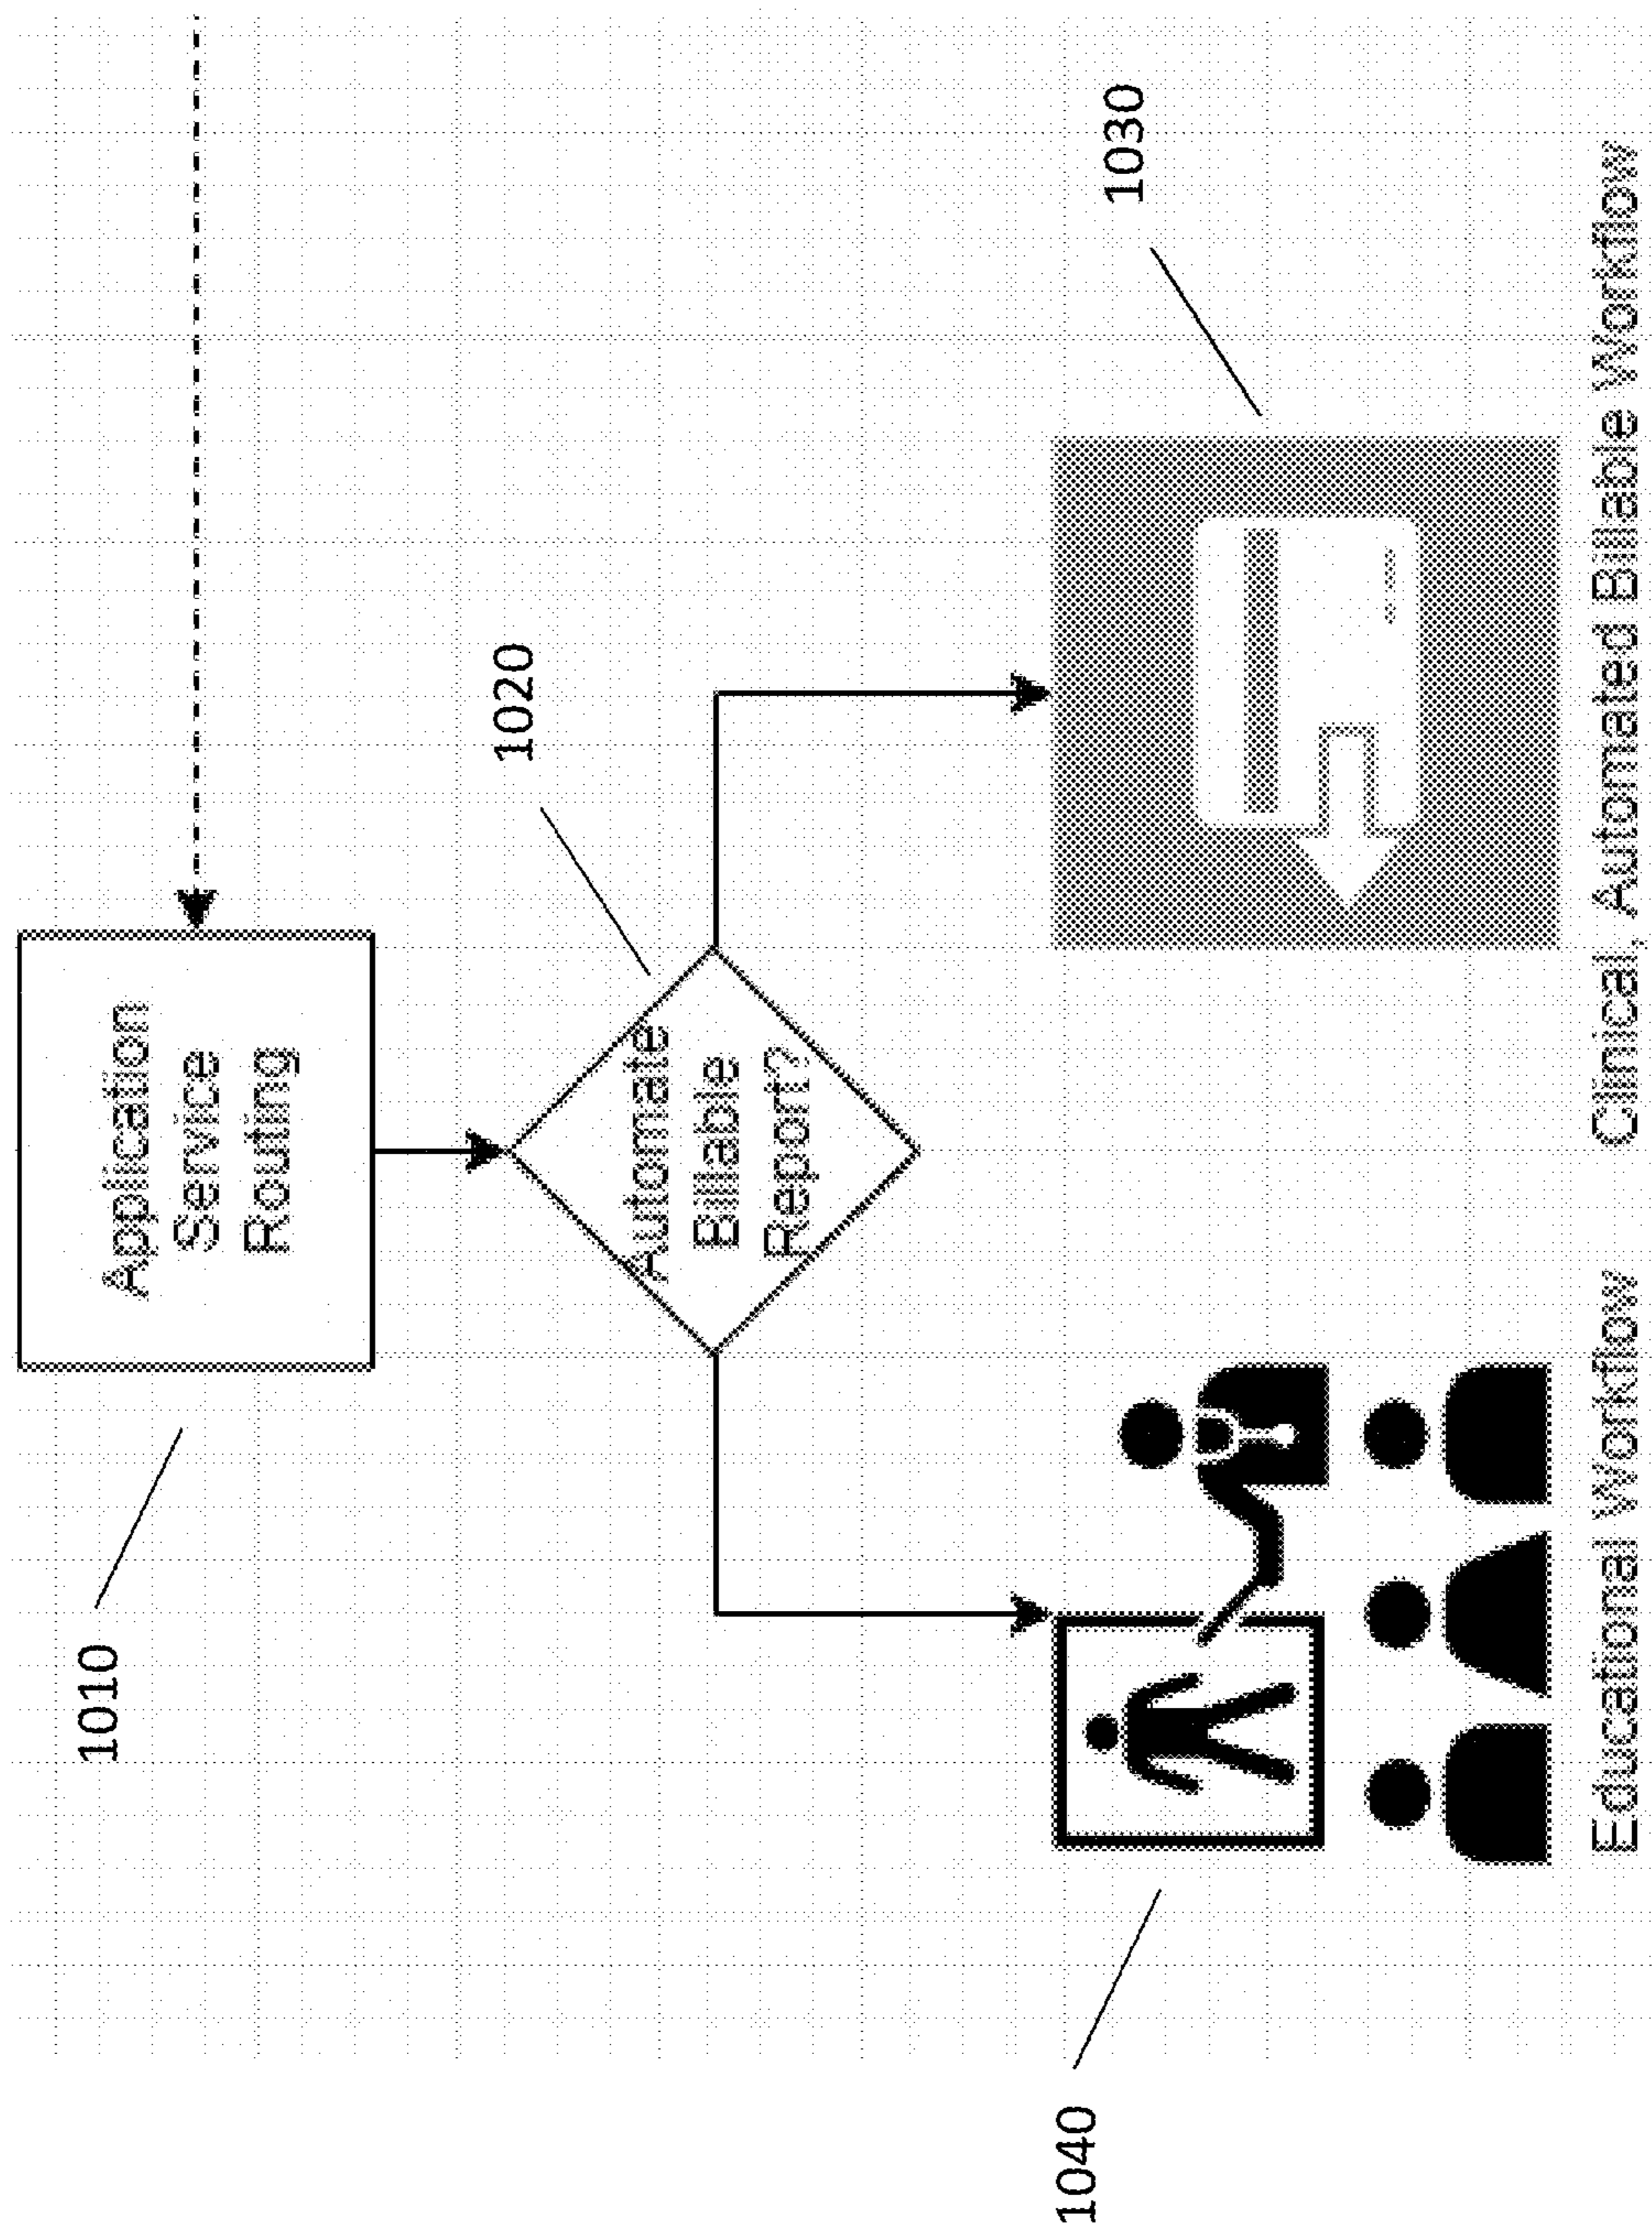 1010
Application
Service
Routing
1020
Automate
Billable
Report?
1040
1030
Educational Workflow
Clinical, Automated Billable Workflow